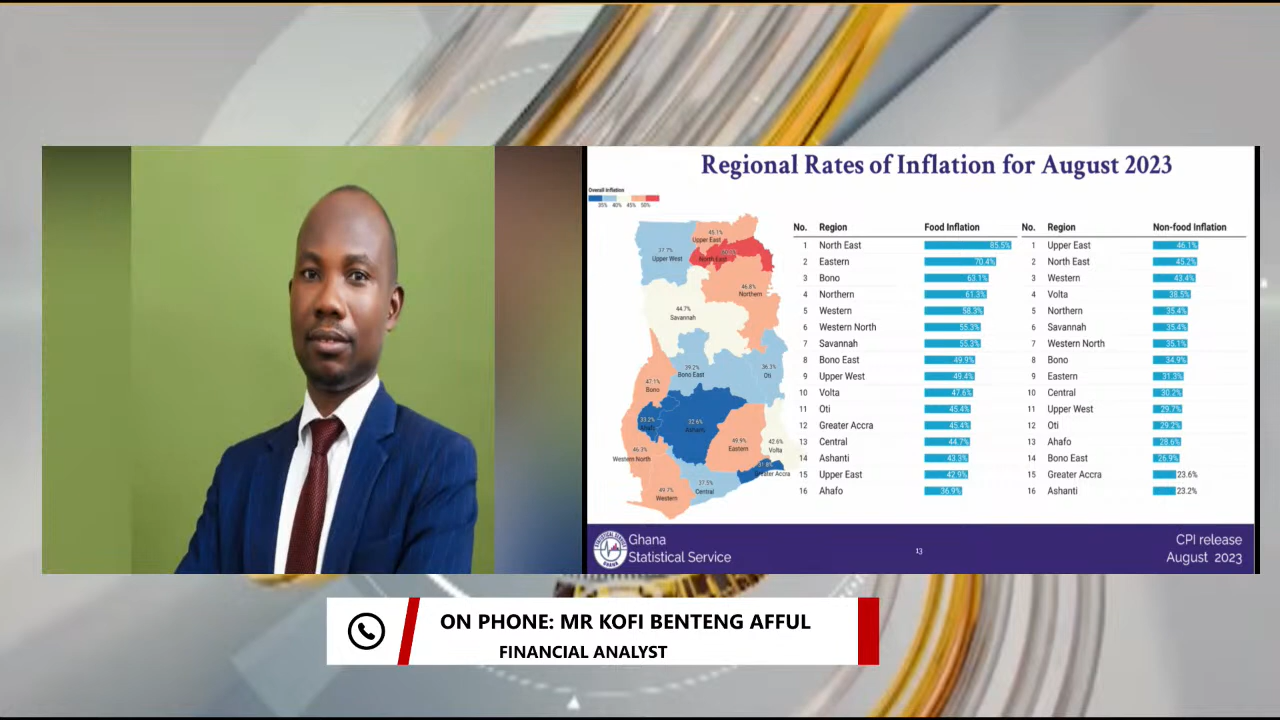 Regional Rates of Inflation for August 2023
Overall Inflation
35% 40% 45% 50%
46.1%
Upper East
37.7%
Upper West
North East
46.8%
Northern
44.7%
Savannah
39.2%
Bono East
36.3%
Oti
47.1%
Bono
33.2%
Ahafo
32.6%
Ashanti
49.9%
Eastern
42.6%
Volta
46.3%
Western North
Greater Accra
37.5%
Central
49.7%
Western
No. Region Food Inflation
1 North East 85.5%
2 Eastern 70.4%
3 Bono 63.1%
4 Northern 61.3%
5 Western 58.3%
6 Western North 55.3%
7 Savannah 55.3%
8 Bono East 49.9%
9 Upper West 49.4%
10 Volta 47.6%
11 Oti 45.4%
12 Greater Accra 45.4%
13 Central 44.7%
14 Ashanti 43.3%
15 Upper East 42.9%
16 Ahafo 36.9%
No. Region Non-food Inflation
1 Upper East 46.1%
2 North East 45.2%
3 Western 43.4%
4 Volta 38.5%
5 Northern 35.4%
6 Savannah 35.4%
7 Western North 35.1%
8 Bono 34.9%
9 Eastern 31.3%
10 Central 30.2%
11 Upper West 29.7%
12 Oti 29.2%
13 Ahafo 28.6%
14 Bono East 26.9%
15 Greater Accra 23.6%
16 Ashanti 23.2%
Ghana
Statistical Service
13
CPI release
August 2023
ON PHONE: MR KOFI BENTENG AFFUL
FINANCIAL ANALYST